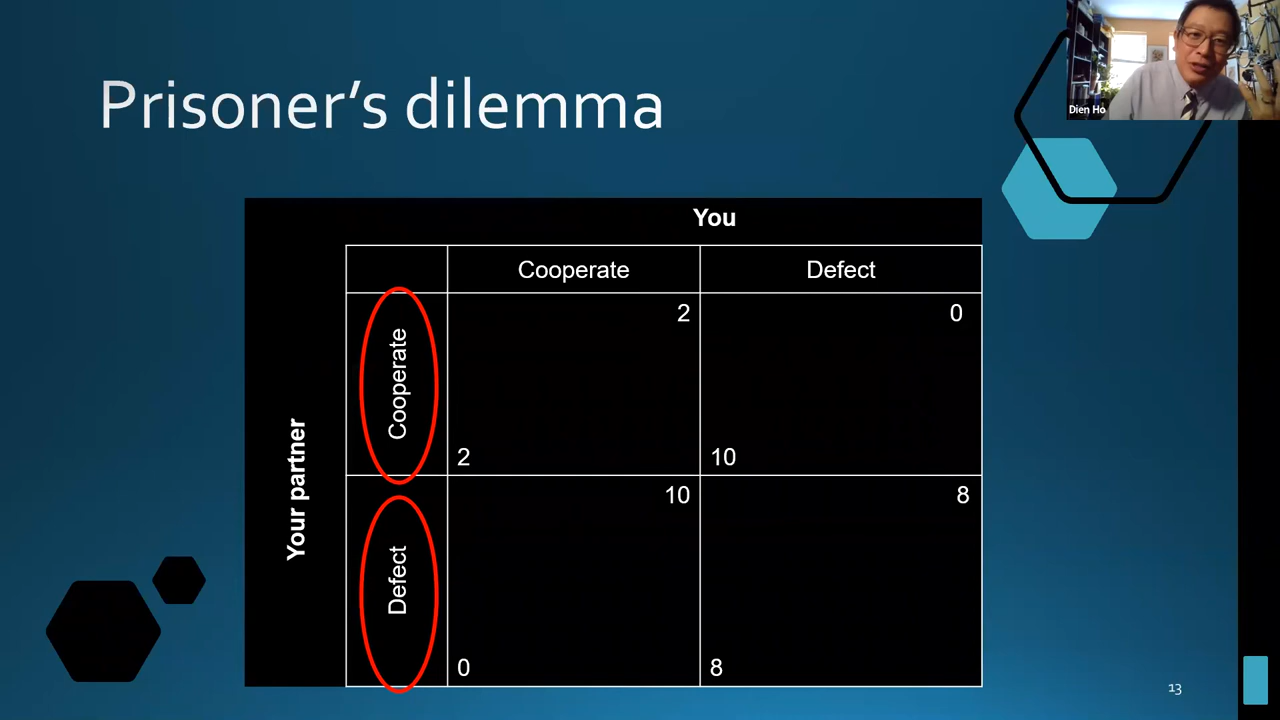 Dien Ho
Prisoner’s dilemma
You
Cooperate Defect
Your partner
Cooperate
2 0
2 10
Defect
10 8
0 8
13